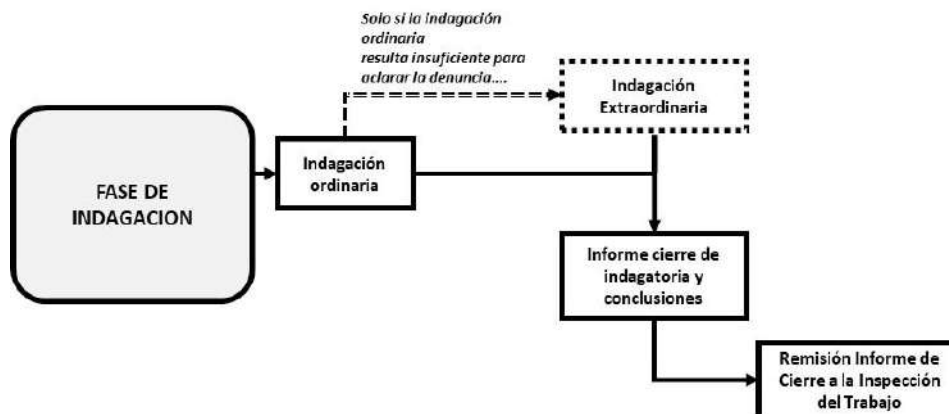 Solo si la indagación
ordinaria
resulta insuficiente para
aclarar la denuncia....
Indagación
Extraordinaria
FASE DE
INDAGACION
Indagación
ordinaria
Informe cierre de
indagatoria y
conclusiones
Remisión Informe de
Cierre a la Inspección
del Trabajo